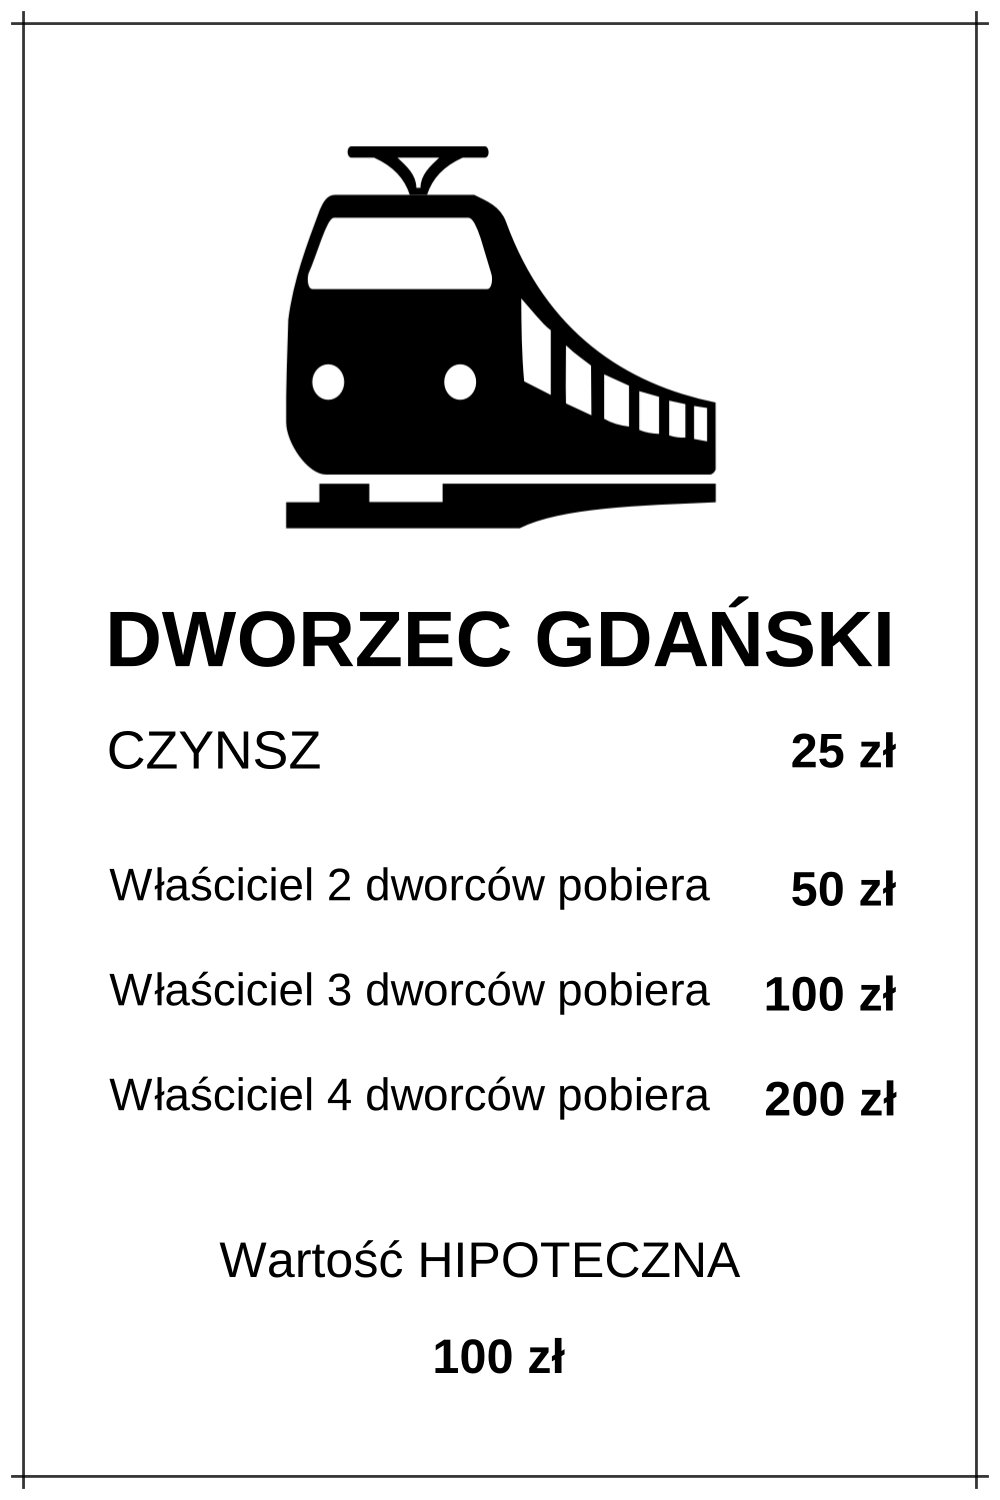 DWORZEC GDAŃSKI
CZYNSZ 25 zł
Właściciel 2 dworców pobiera 50 zł
Właściciel 3 dworców pobiera 100 zł
Właściciel 4 dworców pobiera 200 zł
Wartość HIPOTECZNA
100 zł